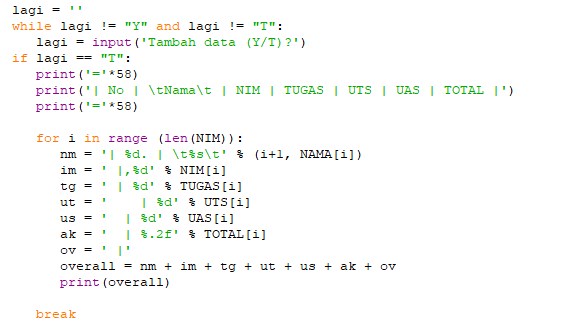 lagi = ''
while lagi != "Y" and lagi != "T":
   lagi = input('Tambah data (Y/T)?')
if lagi == "T":
   print('='*58)
   print('| No | \tNama\t | NIM | TUGAS | UTS | UAS | TOTAL |')
   print('='*58)

   for i in range (len(NIM)):
      nm = '| %d. | \t%s\t' % (i+1, NAMA[i])
      im = ' |,%d' % NIM[i]
      tg = ' | %d' % TUGAS[i]
      ut = '    | %d' % UTS[i]
      us = '  | %d' % UAS[i]
      ak = '  | %.2f' % TOTAL[i]
      ov = ' |'
      overall = nm + im + tg + ut + us + ak + ov
      print(overall)

   break